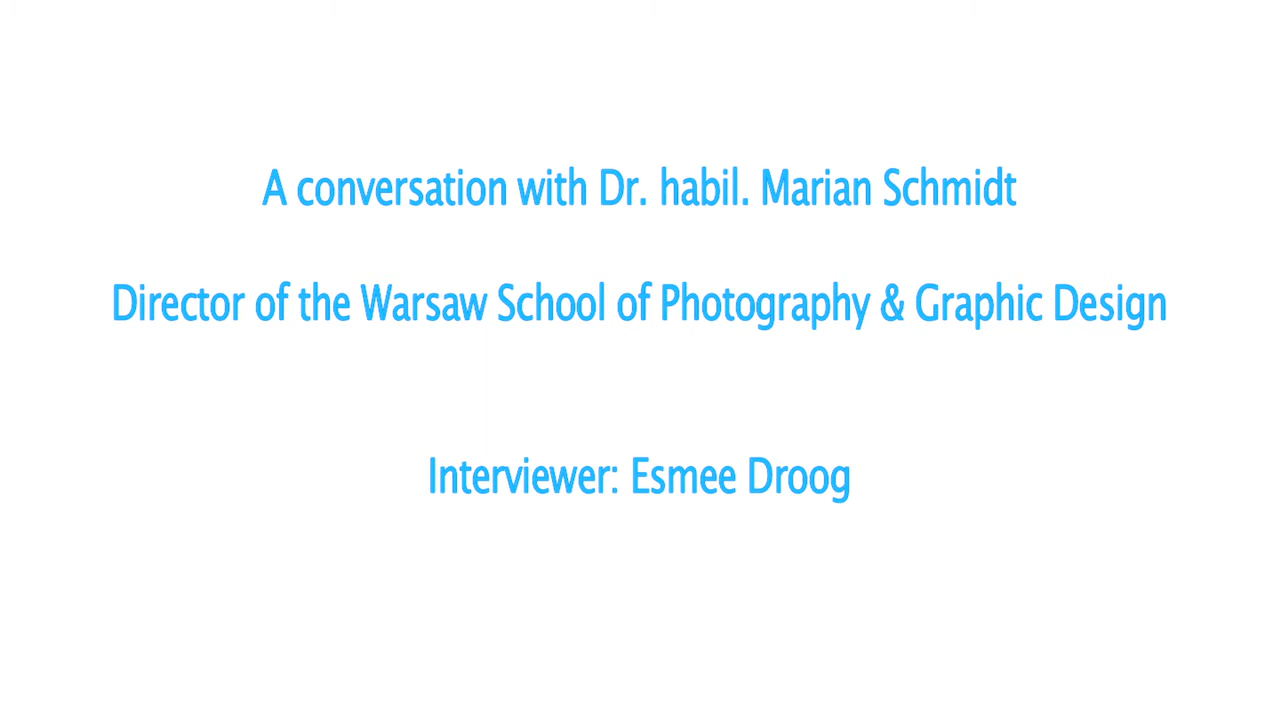 A conversation with Dr. habil. Marian Schmidt
Director of the Warsaw School of Photography & Graphic Design
Interviewer: Esmee Droog